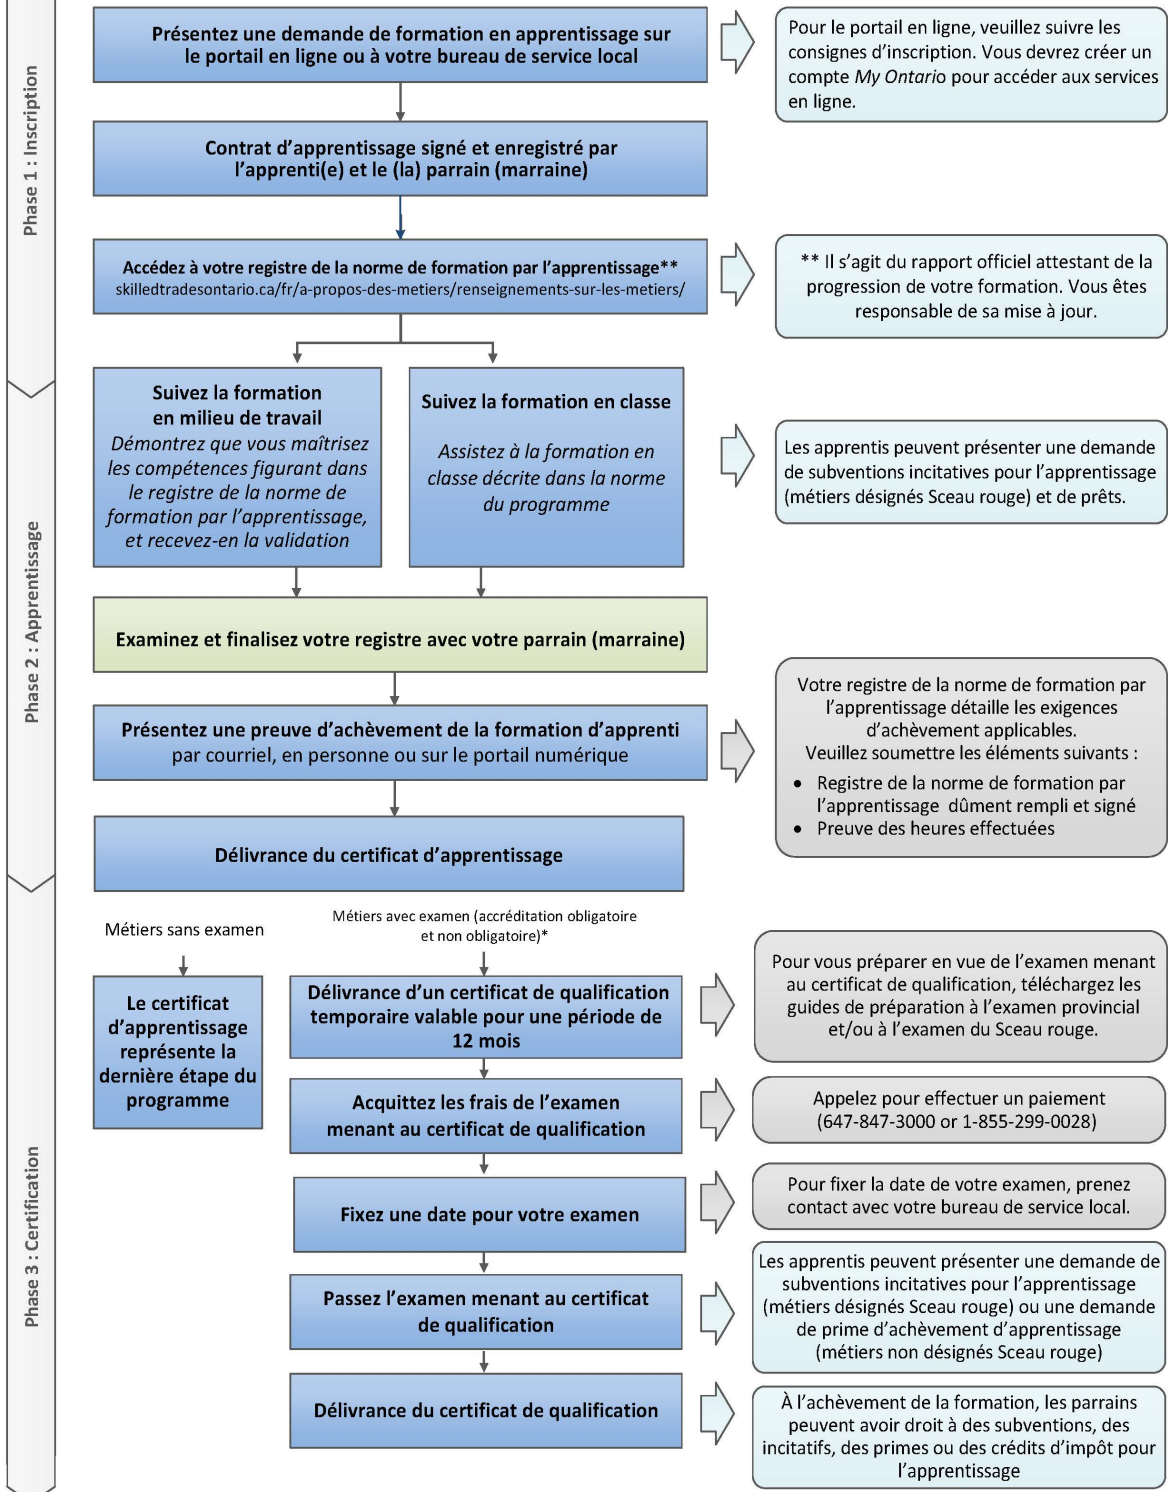 Phase 1 : Inscription
Présentez une demande de formation en apprentissage sur
le portail en ligne ou à votre bureau de service local
Pour le portail en ligne, veuillez suivre les
consignes d’inscription. Vous devrez créer un
compte My Ontario pour accéder aux services
en ligne.
Contrat d’apprentissage signé et enregistré par
l’apprenti(e) et le (la) parrain (marraine)
Accédez à votre registre de la norme de formation par l’apprentissage**
skilledtradesontario.ca/fr/a-propos-des-metiers/renseignements-sur-les-metiers/
** Il s’agit du rapport officiel attestant de la
progression de votre formation. Vous êtes
responsable de sa mise à jour.
Phase 2 : Apprentissage
Suivez la formation
en milieu de travail
Démontrez que vous maîtrisez
les compétences figurant dans
le registre de la norme de
formation par l’apprentissage,
et recevez-en la validation
Suivez la formation en classe
Assistez à la formation en
classe décrite dans la norme
du programme
Les apprentis peuvent présenter une demande
de subventions incitatives pour l’apprentissage
(métiers désignés Sceau rouge) et de prêts.
Examinez et finalisez votre registre avec votre parrain (marraine)
Présentez une preuve d’achèvement de la formation d’apprenti
par courriel, en personne ou sur le portail numérique
Votre registre de la norme de formation par
l’apprentissage détaille les exigences
d’achèvement applicables.
Veuillez soumettre les éléments suivants :
• Registre de la norme de formation par
l’apprentissage dûment rempli et signé
• Preuve des heures effectuées
Délivrance du certificat d’apprentissage
Phase 3 : Certification
Métiers sans examen
Le certificat
d’apprentissage
représente la
dernière étape du
programme
Métiers avec examen (accréditation obligatoire
et non obligatoire)*
Délivrance d’un certificat de qualification
temporaire valable pour une période de
12 mois
Pour vous préparer en vue de l’examen menant
au certificat de qualification, téléchargez les
guides de préparation à l’examen provincial
et/ou à l’examen du Sceau rouge.
Acquittez les frais de l’examen
menant au certificat de qualification
Appelez pour effectuer un paiement
(647-847-3000 or 1-855-299-0028)
Fixez une date pour votre examen
Pour fixer la date de votre examen, prenez
contact avec votre bureau de service local.
Passez l’examen menant au certificat
de qualification
Les apprentis peuvent présenter une demande de
subventions incitatives pour l’apprentissage
(métiers désignés Sceau rouge) ou une demande
de prime d’achèvement d’apprentissage
(métiers non désignés Sceau rouge)
Délivrance du certificat de qualification
À l’achèvement de la formation, les parrains
peuvent avoir droit à des subventions, des
incitatifs, des primes ou des crédits d’impôt pour
l’apprentissage